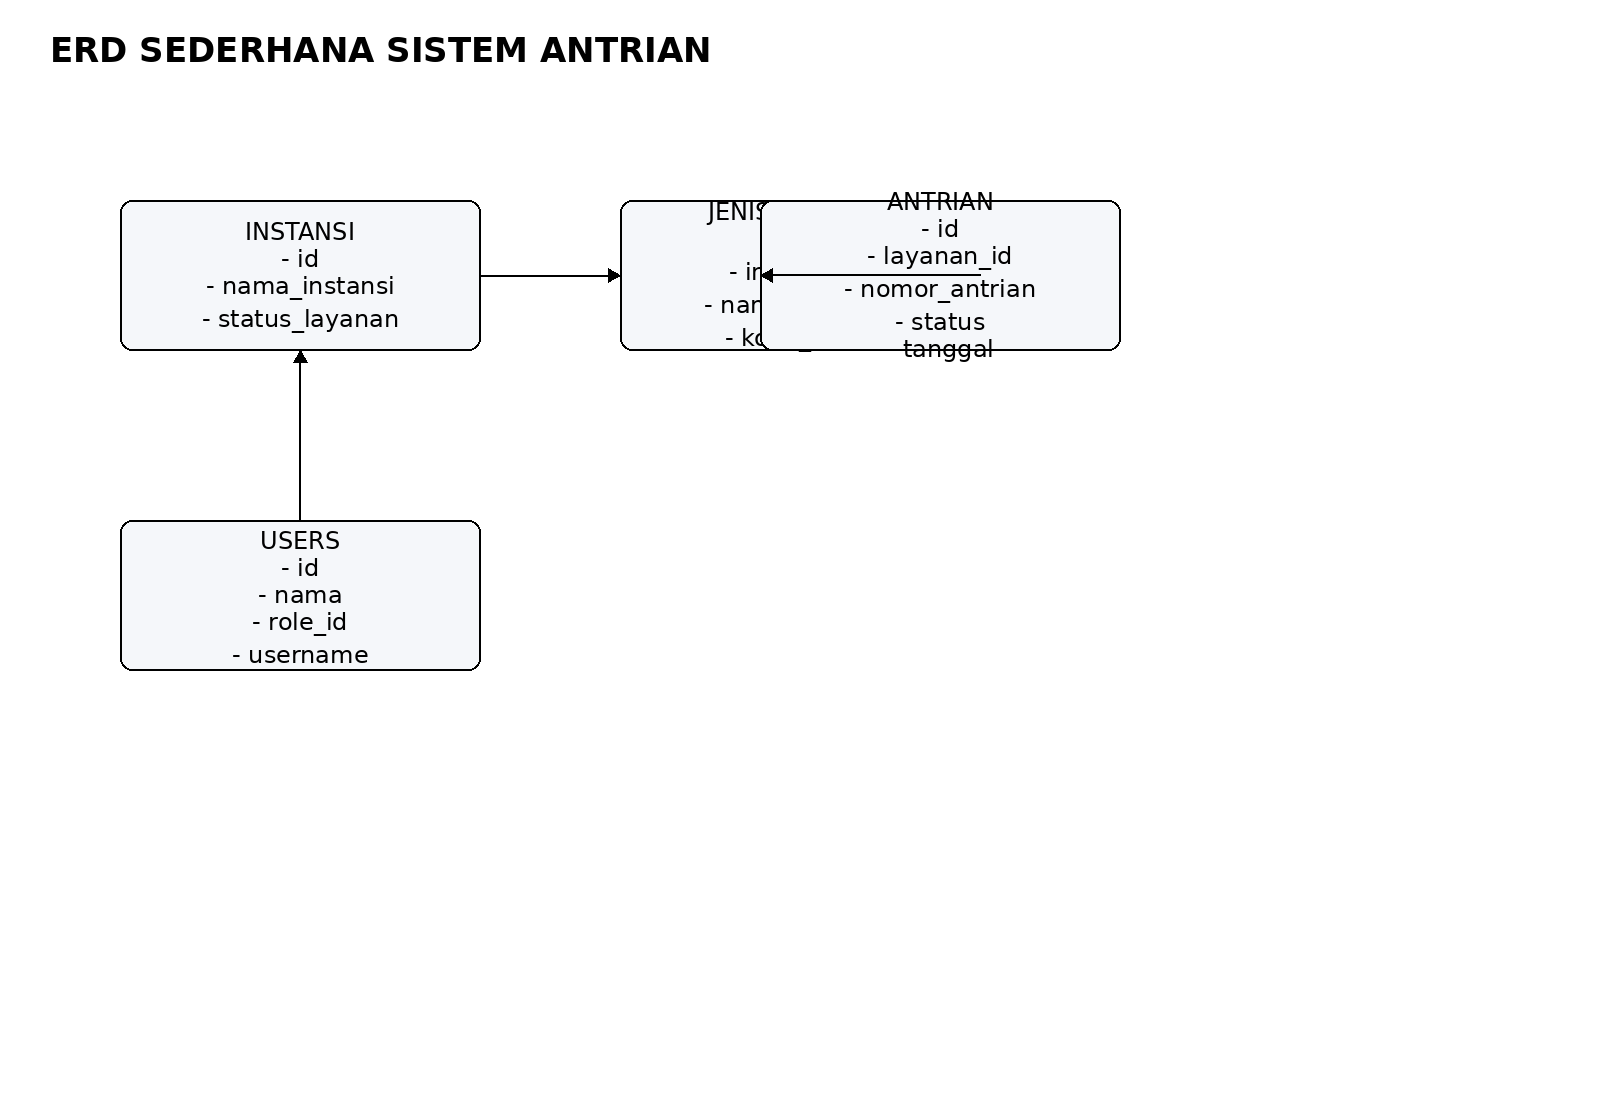 ERD SEDERHANA SISTEM ANTRIAN
INSTANSI
- id
- nama_instansi
- status_layanan
ANTRIAN
- id
- layanan_id
- nomor_antrian
- status
tanggal
USERS
- id
- nama
- role_id
- username